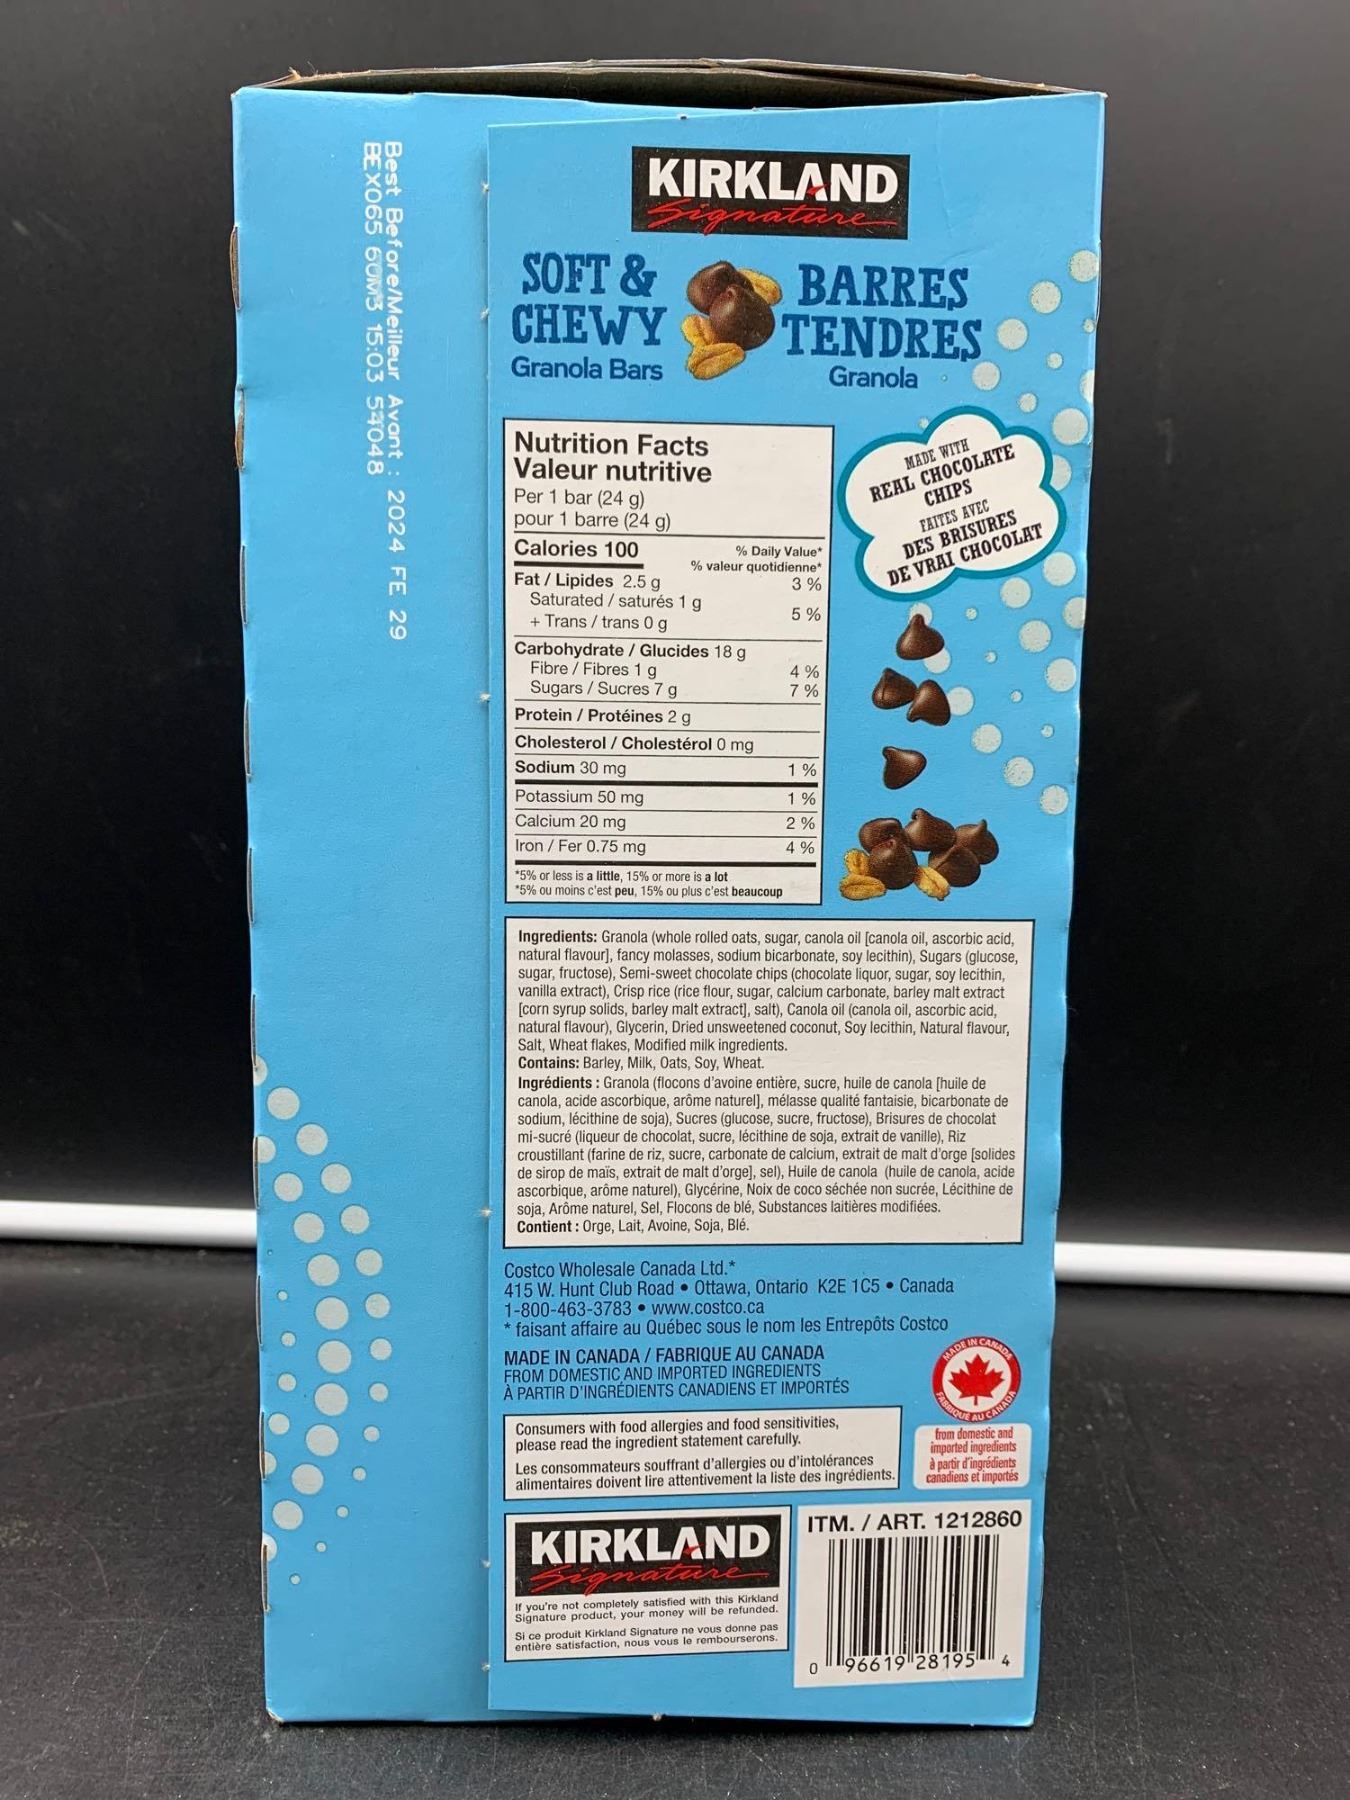 Best Before/Meilleur Avant : 2024 FE 29
BEX065 6UM3 15:03 54048
KIRKLAND
Signature
SOFT &
CHEWY
Granola Bars
BARRES
TENDRES
Granola
MADE WITH
REAL CHOCOLATE
CHIPS
FAITES AVEC
DES BRISURES
DE VRAI CHOCOLAT
Nutrition Facts
Valeur nutritive
Per 1 bar (24 g)
pour 1 barre (24 g)
Calories 100
% Daily Value*
% valeur quotidienne*
Fat / Lipides 2.5 g 3 %
Saturated / saturés 1 g
+ Trans / trans 0 g 5 %
Carbohydrate / Glucides 18 g
Fibre / Fibres 1 g 4 %
Sugars / Sucres 7 g 7 %
Protein / Protéines 2 g
Cholesterol / Cholestérol 0 mg
Sodium 30 mg 1 %
Potassium 50 mg 1 %
Calcium 20 mg 2 %
Iron / Fer 0.75 mg 4 %
*5% or less is a little, 15% or more is a lot
*5% ou moins c'est peu, 15% ou plus c'est beaucoup
Ingredients: Granola (whole rolled oats, sugar, canola oil [canola oil, ascorbic acid,
natural flavour], fancy molasses, sodium bicarbonate, soy lecithin), Sugars (glucose,
sugar, fructose), Semi-sweet chocolate chips (chocolate liquor, sugar, soy lecithin,
vanilla extract), Crisp rice (rice flour, sugar, calcium carbonate, barley malt extract
[corn syrup solids, barley malt extract], salt), Canola oil (canola oil, ascorbic acid,
natural flavour), Glycerin, Dried unsweetened coconut, Soy lecithin, Natural flavour,
Salt, Wheat flakes, Modified milk ingredients.
Contains: Barley, Milk, Oats, Soy, Wheat.
Ingrédients : Granola (flocons d'avoine entière, sucre, huile de canola [huile de
canola, acide ascorbique, arôme naturel], mélasse qualité fantaisie, bicarbonate de
sodium, lécithine de soja), Sucres (glucose, sucre, fructose), Brisures de chocolat
mi-sucré (liqueur de chocolat, sucre, lécithine de soja, extrait de vanille), Riz
croustillant (farine de riz, sucre, carbonate de calcium, extrait de malt d'orge [solides
de sirop de maïs, extrait de malt d'orge], sel), Huile de canola (huile de canola, acide
ascorbique, arôme naturel), Glycérine, Noix de coco séchée non sucrée, Lécithine de
soja, Arôme naturel, Sel, Flocons de blé, Substances laitières modifiées.
Contient : Orge, Lait, Avoine, Soja, Blé.
Costco Wholesale Canada Ltd.*
415 W. Hunt Club Road • Ottawa, Ontario K2E 1C5 • Canada
1-800-463-3783 • www.costco.ca
* faisant affaire au Québec sous le nom les Entrepôts Costco
MADE IN CANADA / FABRIQUE AU CANADA
FROM DOMESTIC AND IMPORTED INGREDIENTS
À PARTIR D'INGRÉDIENTS CANADIENS ET IMPORTÉS
MADE IN CANADA
FABRIQUE AU CANADA
from domestic and
imported ingredients
à partir d'ingrédients
canadiens et importés
Consumers with food allergies and food sensitivities,
please read the ingredient statement carefully.
Les consommateurs souffrant d'allergies ou d'intolérances
alimentaires doivent lire attentivement la liste des ingrédients.
KIRKLAND
Signature
If you're not completely satisfied with this Kirkland
Signature product, your money will be refunded.
Si ce produit Kirkland Signature ne vous donne pas
entière satisfaction, nous vous le rembourserons.
ITM. / ART. 1212860
0 96619 28195 4